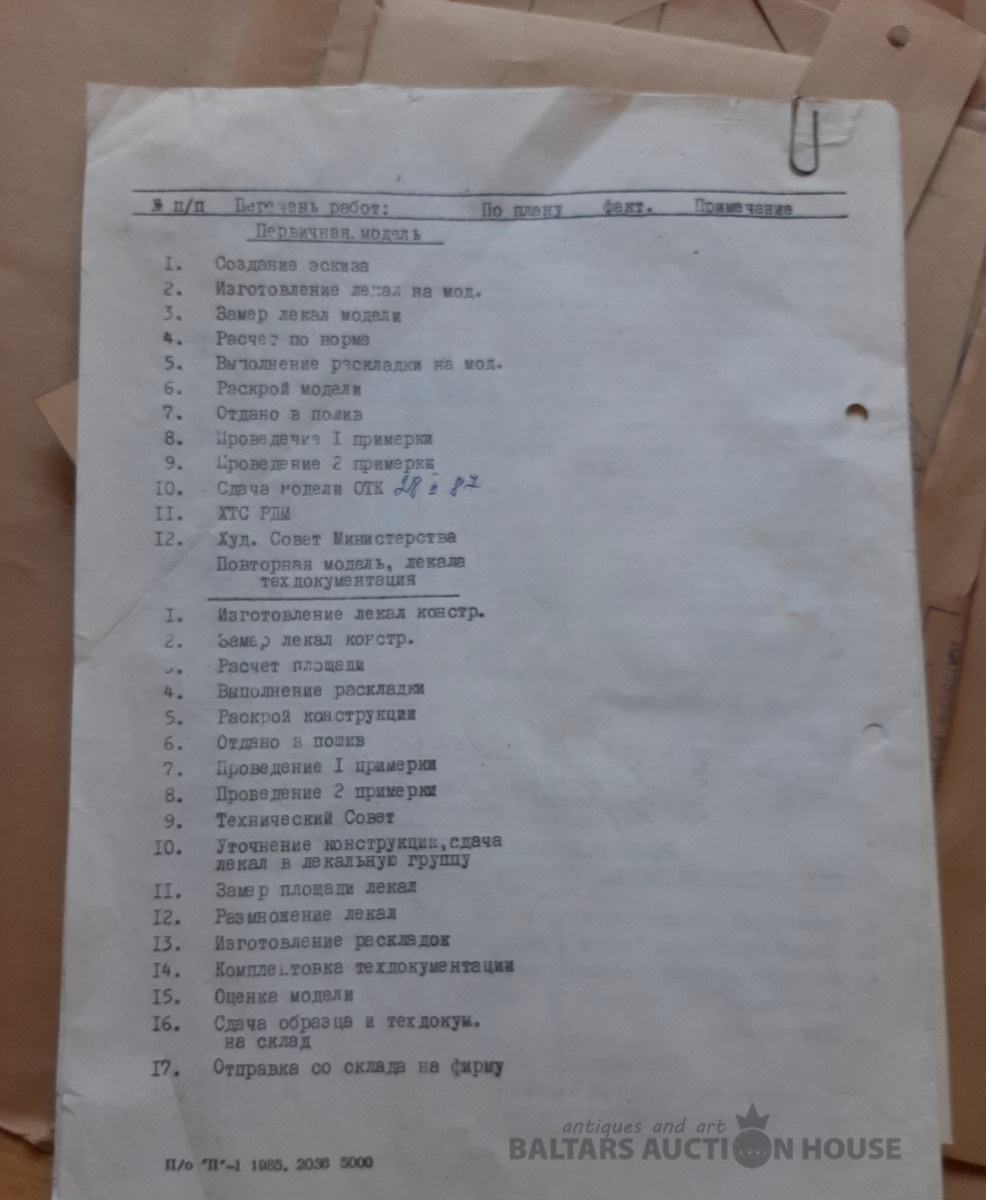 № п/п Перечень работ: По плану факт. Примечание
Первичная модель
I. Создание эскиза
2. Изготовление лекал на мод.
3. Замер лекал модели
4. Расчет по норме
5. Выполнение раскладки на мод.
6. Раскрой модели
7. Отдано в пошив
8. Проведение I примерки
9. Проведение 2 примерки
I0. Сдача модели ОТК 28 87
II. ХТС РДМ
I2. Худ. Совет Министерства
Повторная модель, лекала
техдокументация
I. Изготовление лекал констр.
2. Замер лекал констр.
3. Расчет площади
4. Выполнение раскладки
5. Раскрой конструкции
6. Отдано в пошив
7. Проведение I примерки
8. Проведение 2 примерки
9. Технический Совет
I0. Уточнение конструкции,сдача
лекал в лекальную группу
II. Замер площади лекал
I2. Размножение лекал
I3. Изготовление раскладок
I4. Комплектовка техдокументации
I5. Оценка модели
I6. Сдача образца и техдокум.
на склад
I7. Отправка со склада на фирму
П/о "П"-1 1985. 2036 5000
antiques and art
BALTARS AUCTION HOUSE